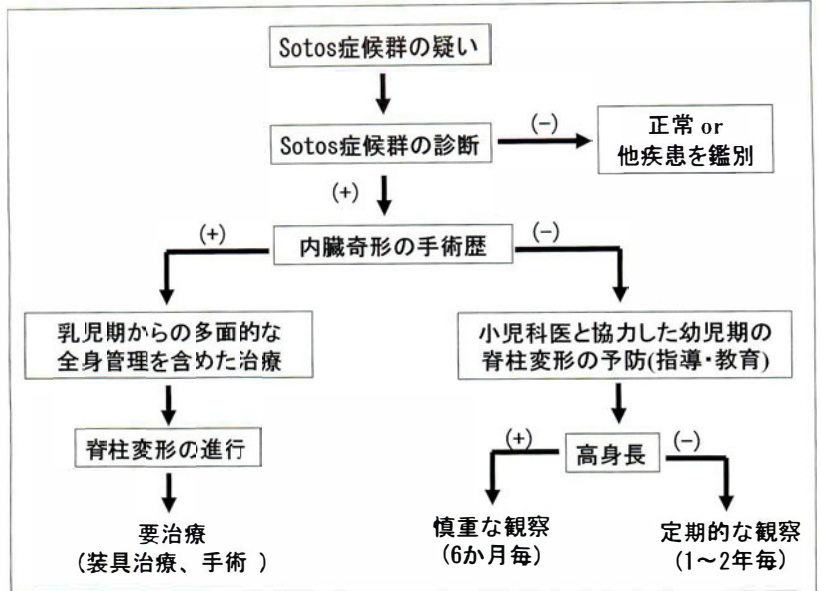 Sotos症候群の疑い
Sotos症候群の診断
(−)
正常 or
他疾患を鑑別
(+)
内臓奇形の手術歴
(+)
(−)
乳児期からの多面的な
全身管理を含めた治療
小児科医と協力した幼児期の
脊柱変形の予防(指導・教育)
脊柱変形の進行
(+)
高身長
(−)
要治療
(装具治療、手術 )
慎重な観察
(6か月毎)
定期的な観察
(1〜2年毎)